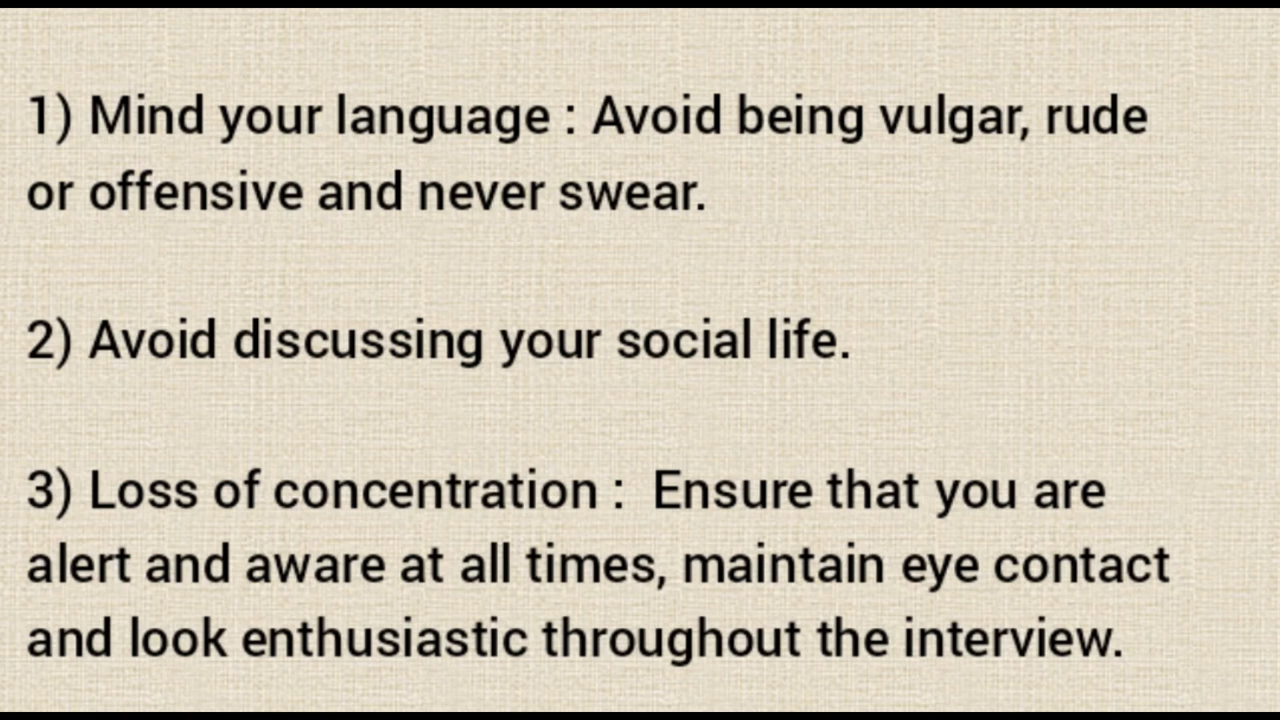 1) Mind your language : Avoid being vulgar, rude
or offensive and never swear.
2) Avoid discussing your social life.
3) Loss of concentration :  Ensure that you are
alert and aware at all times, maintain eye contact
and look enthusiastic throughout the interview.